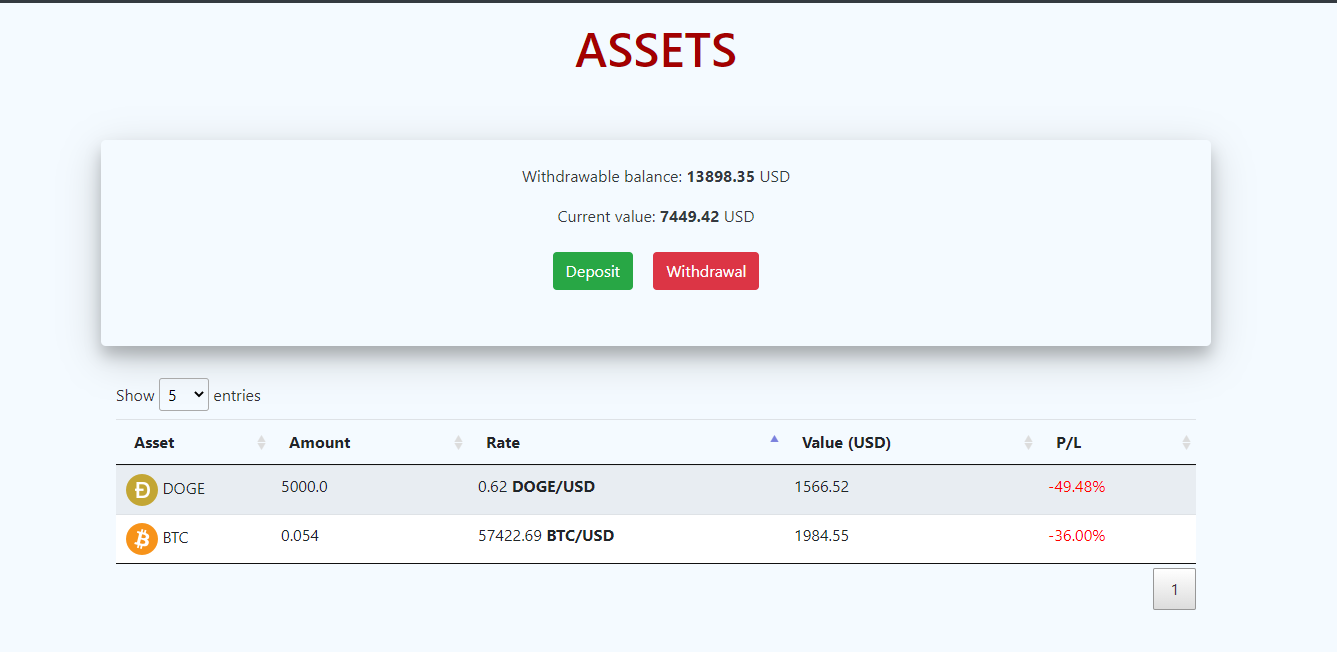 ASSETS
Withdrawable balance: 13898.35 USD
Current value: 7449.42 USD
Deposit Withdrawal
Show 5 entries
Asset Amount Rate Value (USD) P/L
DOGE 5000.0 0.62 DOGE/USD 1566.52 -49.48%
BTC 0.054 57422.69 BTC/USD 1984.55 -36.00%
1